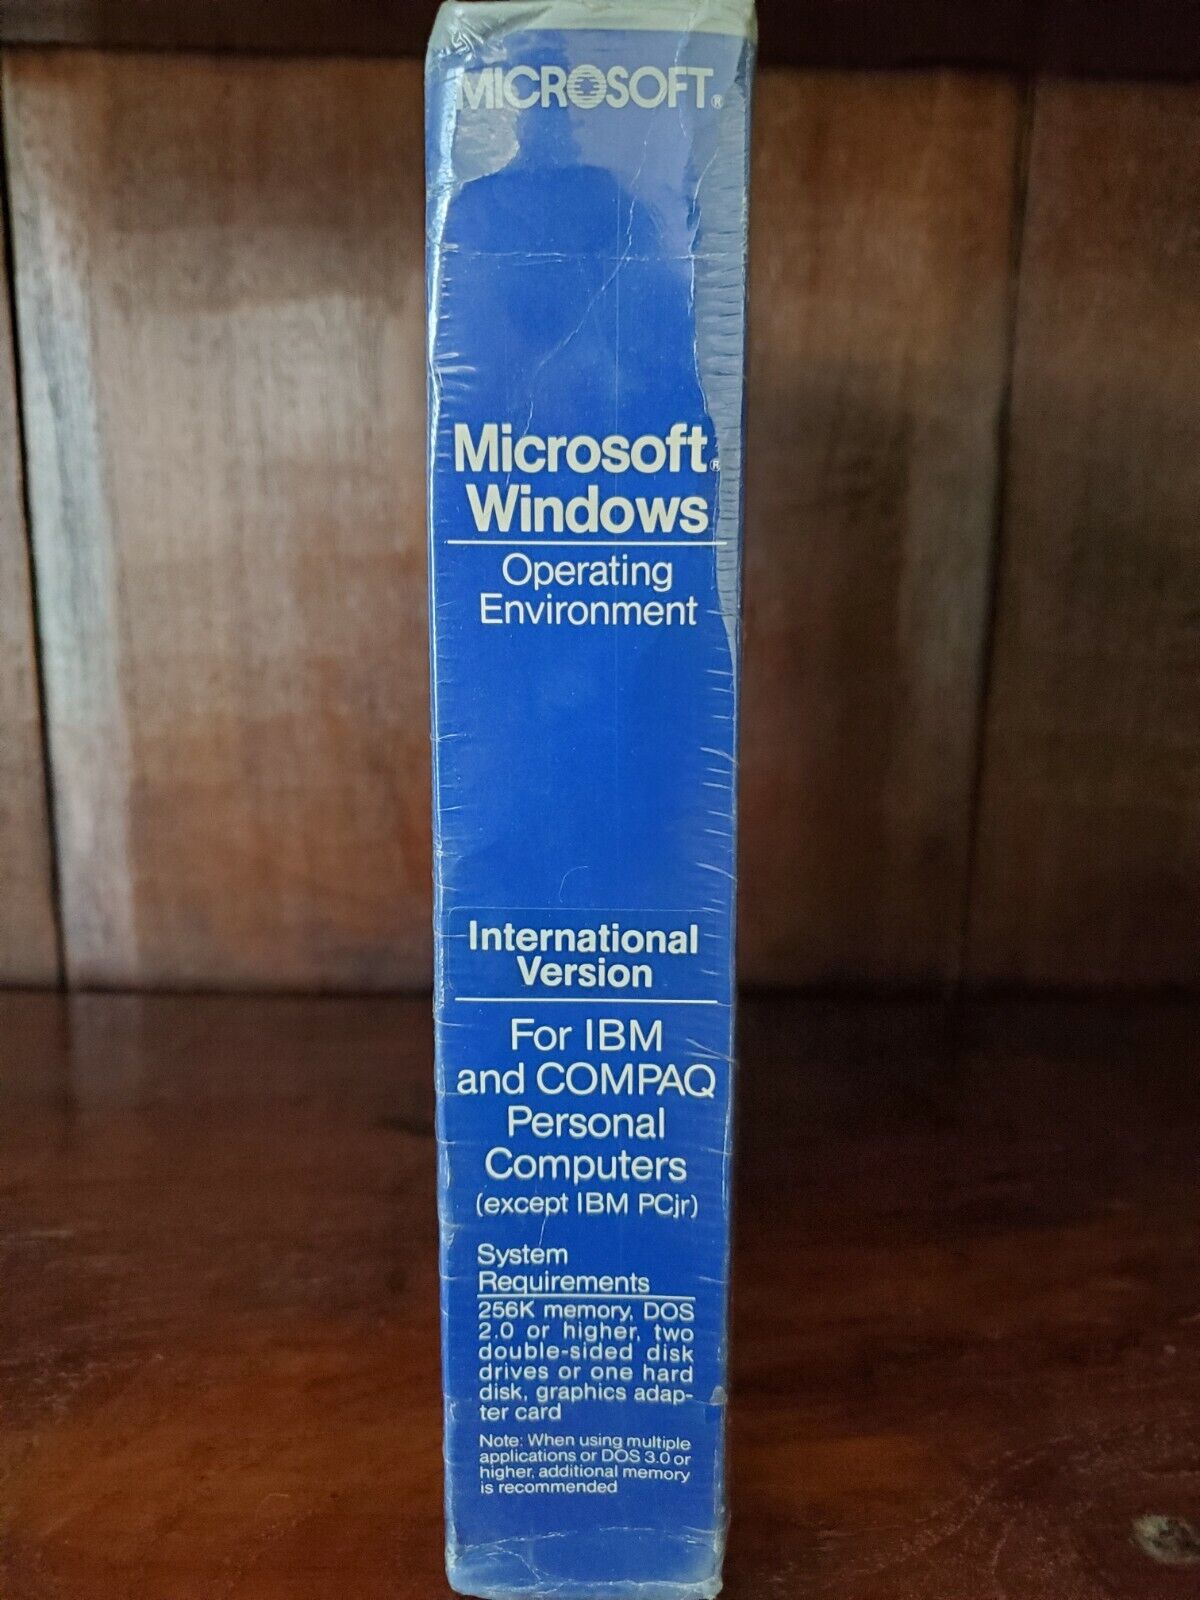 MICROSOFT®
Microsoft®
Windows
Operating
Environment
International
Version
For IBM
and COMPAQ
Personal
Computers
(except IBM PCjr)
System
Requirements
256K memory, DOS
2.0 or higher, two
double-sided disk
drives or one hard
disk, graphics adap-
ter card
Note: When using multiple
applications or DOS 3.0 or
higher, additional memory
is recommended